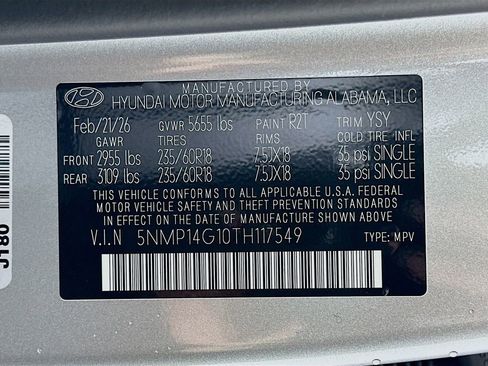 MANUFACTURED BY
HYUNDAI MOTOR MANUFACTURING ALABAMA, LLC
Feb/21/26 GVWR 5655 lbs PAINT R2T TRIM YSY
GAWR TIRES RIMS COLD TIRE INFL
FRONT 2955 lbs 235/60R18 7.5JX18 35 psi SINGLE
REAR 3109 lbs 235/60R18 7.5JX18 35 psi SINGLE
THIS VEHICLE CONFORMS TO ALL APPLICABLE U.S.A. FEDERAL
MOTOR VEHICLE SAFETY AND THEFT PREVENTION STANDARDS
IN EFFECT ON THE DATE OF MANUFACTURE SHOWN ABOVE.
V.I.N 5NMP14G10TH117549 TYPE: MPV
J180